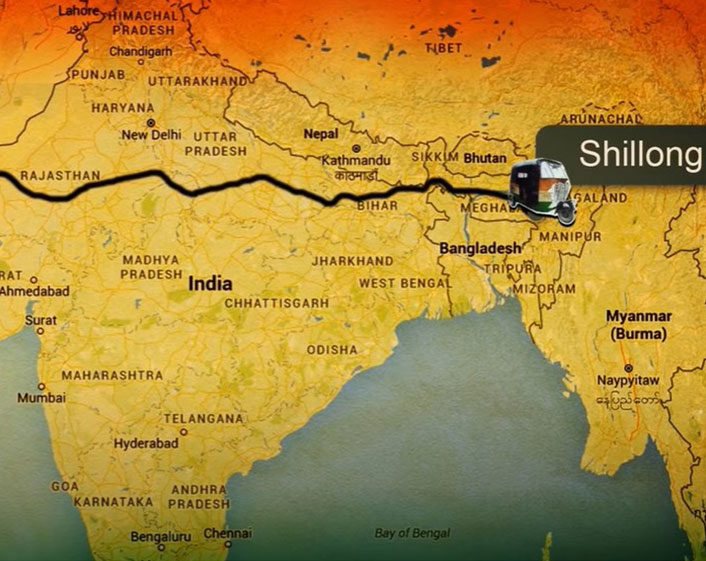 Lahore
لاہور
HIMACHAL
PRADESH
TIBET
Chandigarh
PUNJAB
UTTARAKHAND
HARYANA
New Delhi
UTTAR
PRADESH
Nepal
Kathmandu
काठमाडौं
SIKKIM
Bhutan
ARUNACHAL
Shillong
RAJASTHAN
BIHAR
MEGHA
GALAND
MANIPUR
Bangladesh
TRIPURA
MIZORAM
MADHYA
PRADESH
JHARKHAND
India
WEST BENGAL
CHHATTISGARH
RAT
Ahmedabad
Surat
ODISHA
Myanmar
(Burma)
Naypyitaw
နေပြည်တော်
MAHARASHTRA
Mumbai
TELANGANA
Hyderabad
GOA
KARNATAKA
ANDHRA
PRADESH
Bengaluru
Chennai
Bay of Bengal